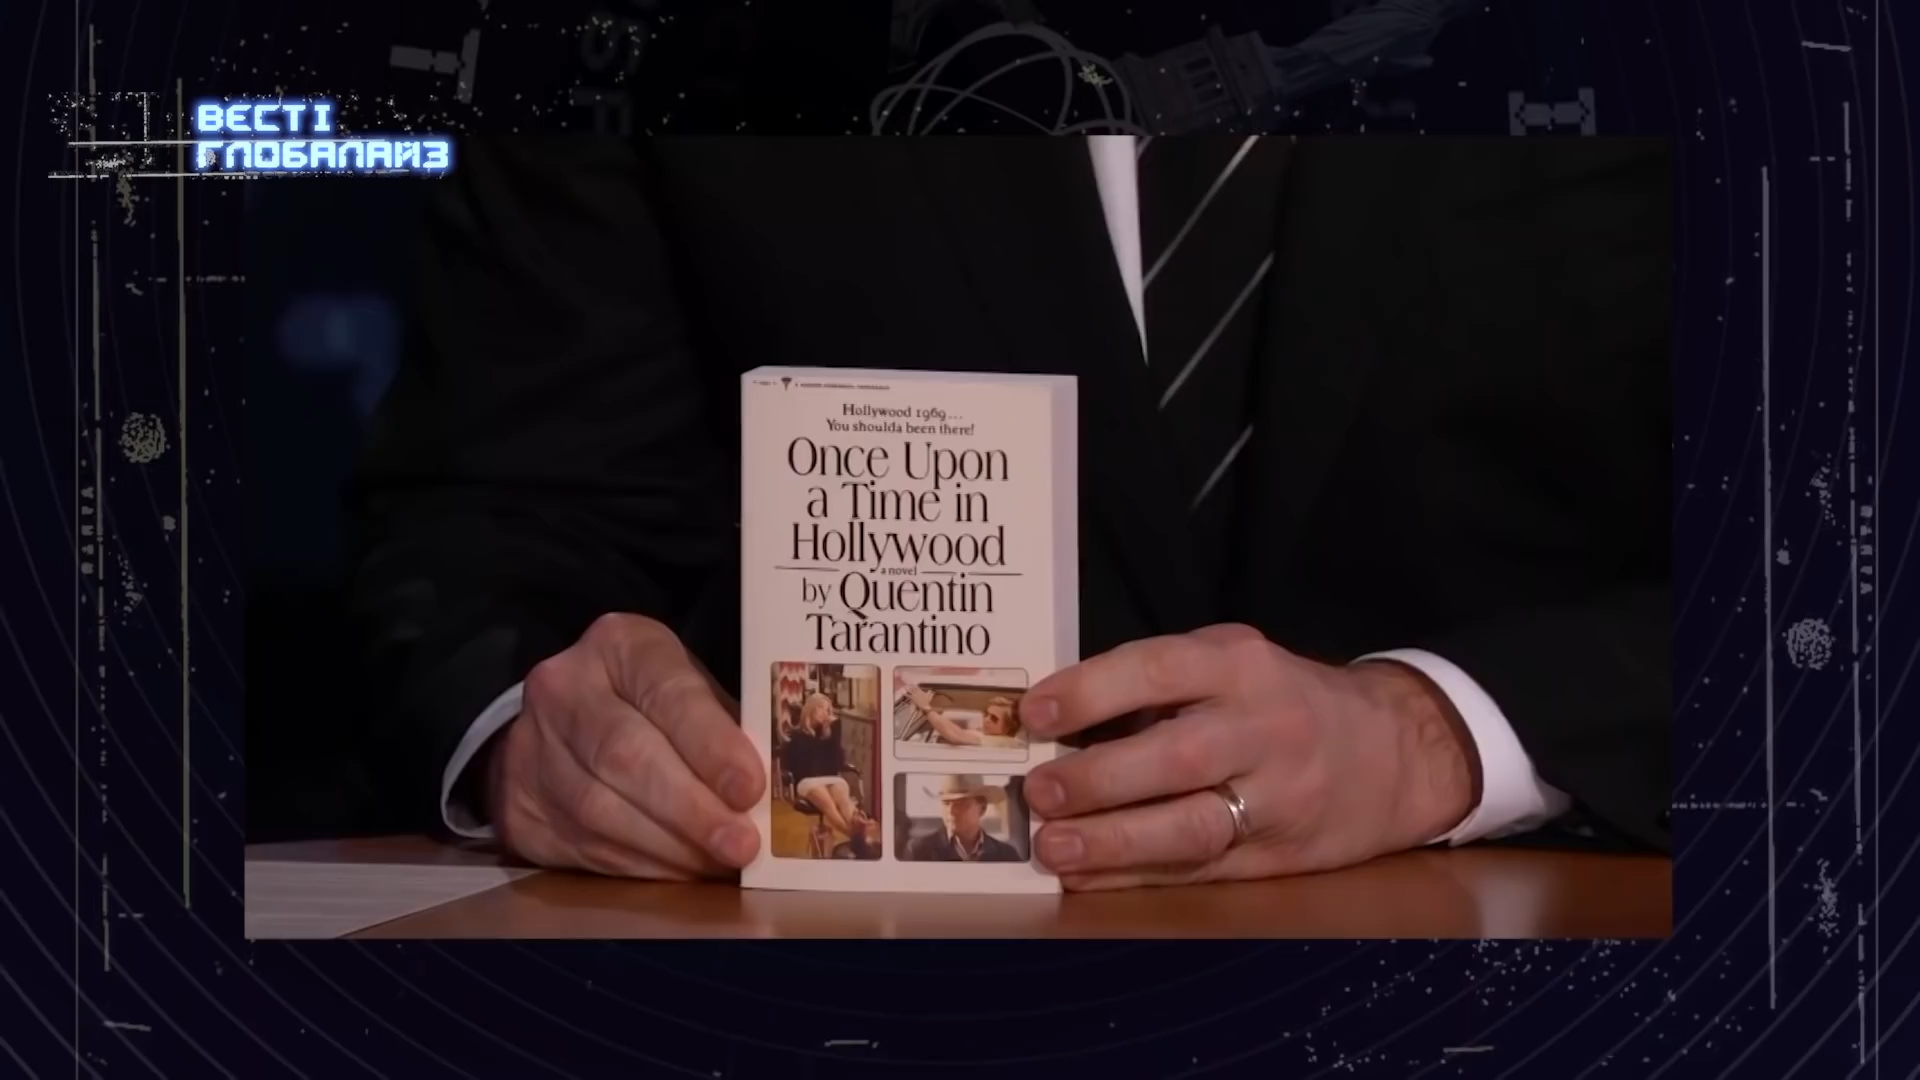 ВЕСТІ
ГЛОБАЛАЙЗ
Hollywood 1969...
You shoulda been there!
Once Upon
a Time in
Hollywood
a novel
by Quentin
Tarantino